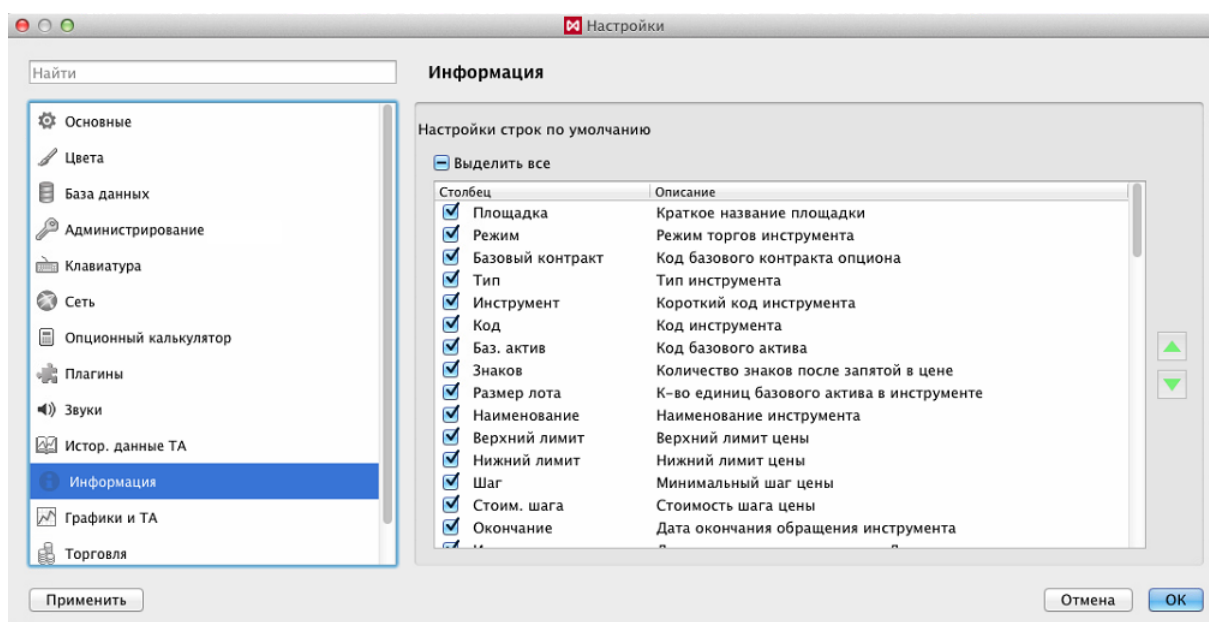 Настройки
Найти
Основные
Цвета
База данных
Администрирование
Клавиатура
Сеть
Опционный калькулятор
Плагины
Звуки
Истор. данные ТА
Информация
Графики и ТА
Торговля
Информация
Настройки строк по умолчанию
Выделить все
Столбец Описание
Площадка Краткое название площадки
Режим Режим торгов инструмента
Базовый контракт Код базового контракта опциона
Тип Тип инструмента
Инструмент Короткий код инструмента
Код Код инструмента
Баз. актив Код базового актива
Знаков Количество знаков после запятой в цене
Размер лота К-во единиц базового актива в инструменте
Наименование Наименование инструмента
Верхний лимит Верхний лимит цены
Нижний лимит Нижний лимит цены
Шаг Минимальный шаг цены
Стоим. шага Стоимость шага цены
Окончание Дата окончания обращения инструмента
Применить
Отмена
OK